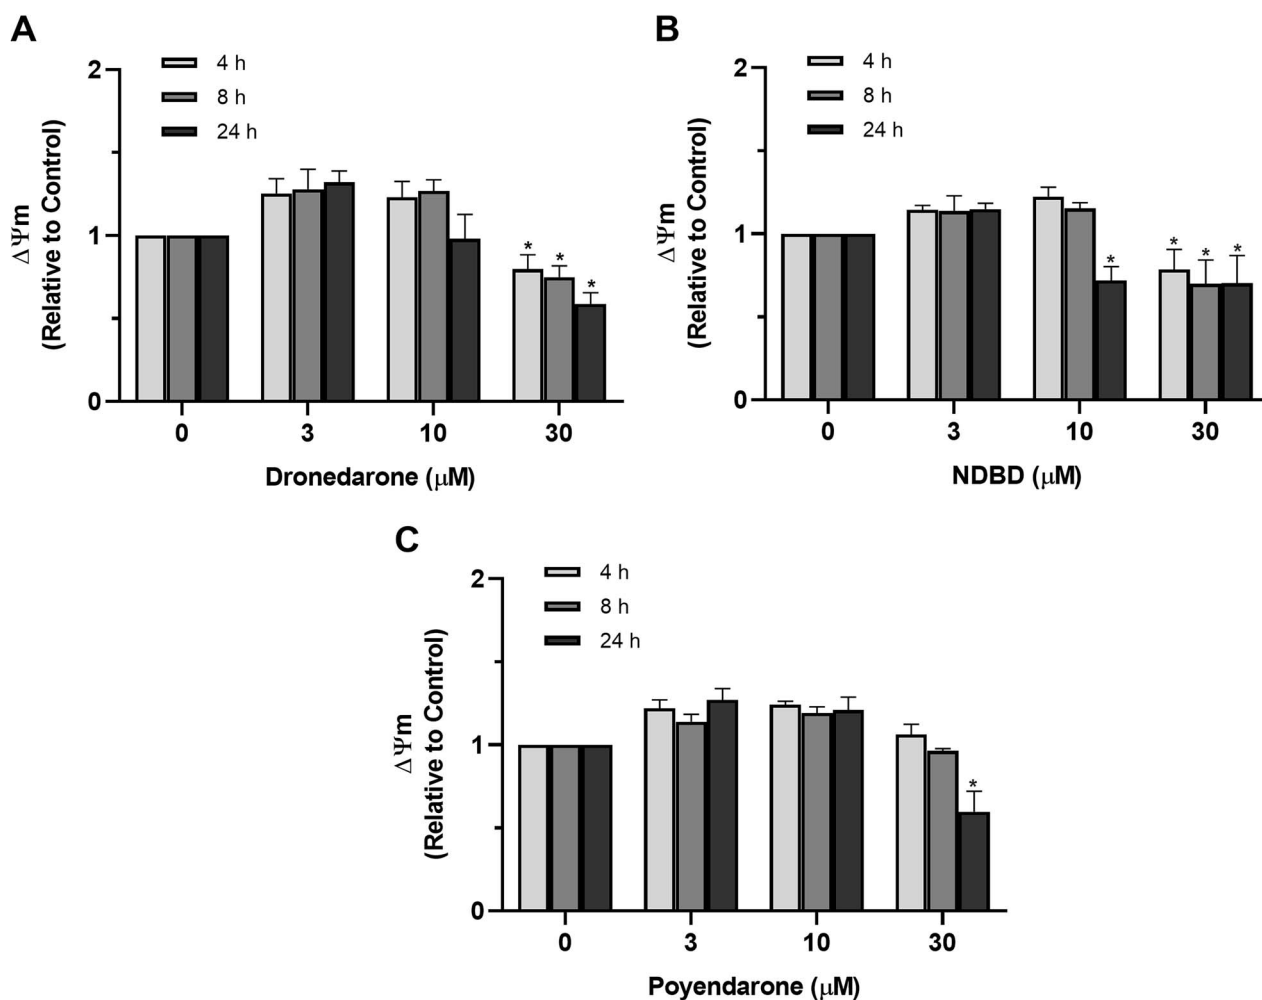 A
ΔΨm
(Relative to Control)
2
1
0
4 h
8 h
24 h
* * *
0 3 10 30
Dronedarone (μM)
B
ΔΨm
(Relative to Control)
2
1
0
4 h
8 h
24 h
* * * *
0 3 10 30
NDBD (μM)
C
ΔΨm
(Relative to Control)
2
1
0
4 h
8 h
24 h
*
0 3 10 30
Poyendarone (μM)